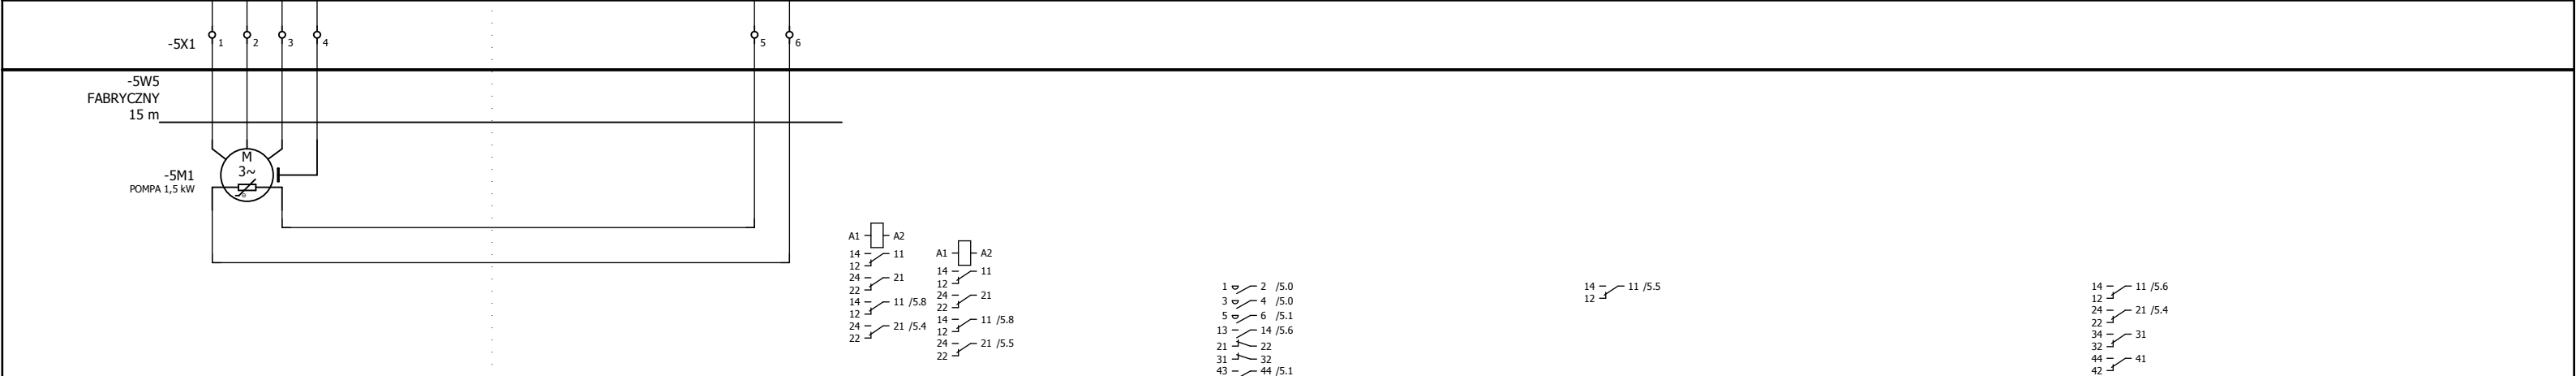 -5X1 1 2 3 4 5 6
-5W5
FABRYCZNY
15 m
M
3~
-5M1
POMPA 1,5 kW
A1 A2
14 11
12
24 21
22
14 11 /5.8
12
24 21 /5.4
22
A1 A2
14 11
12
24 21
22
14 11 /5.8
12
24 21 /5.5
22
1 2 /5.0
3 4 /5.0
5 6 /5.1
13 14 /5.6
21 22
31 32
43 44 /5.1
14 11 /5.5
12
14 11 /5.6
12
24 21 /5.4
22
34 31
32
44 41
42